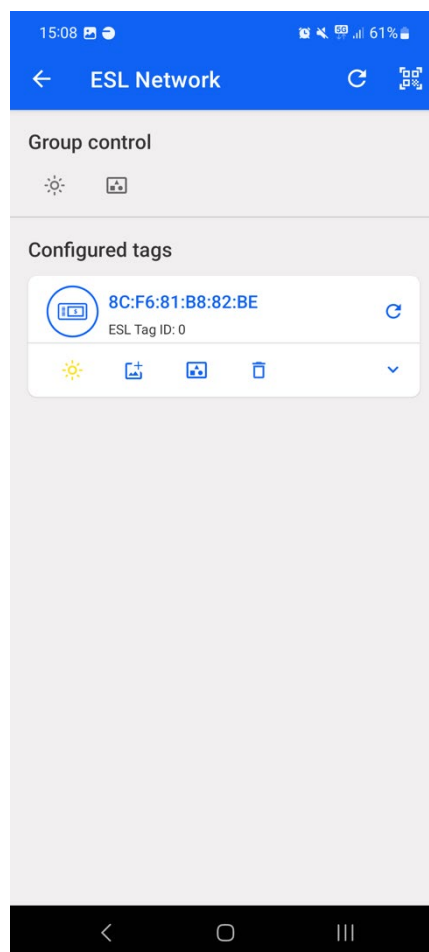 15:08 5G 61%
ESL Network
Group control
Configured tags
8C:F6:81:B8:82:BE
ESL Tag ID: 0